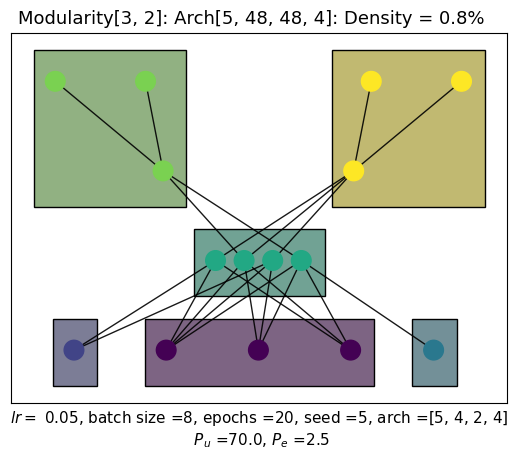 Modularity[3, 2]: Arch[5, 48, 48, 4]: Density = 0.8%
lr = 0.05, batch size =8, epochs =20, seed =5, arch =[5, 4, 2, 4]
P_u =70.0, P_e =2.5